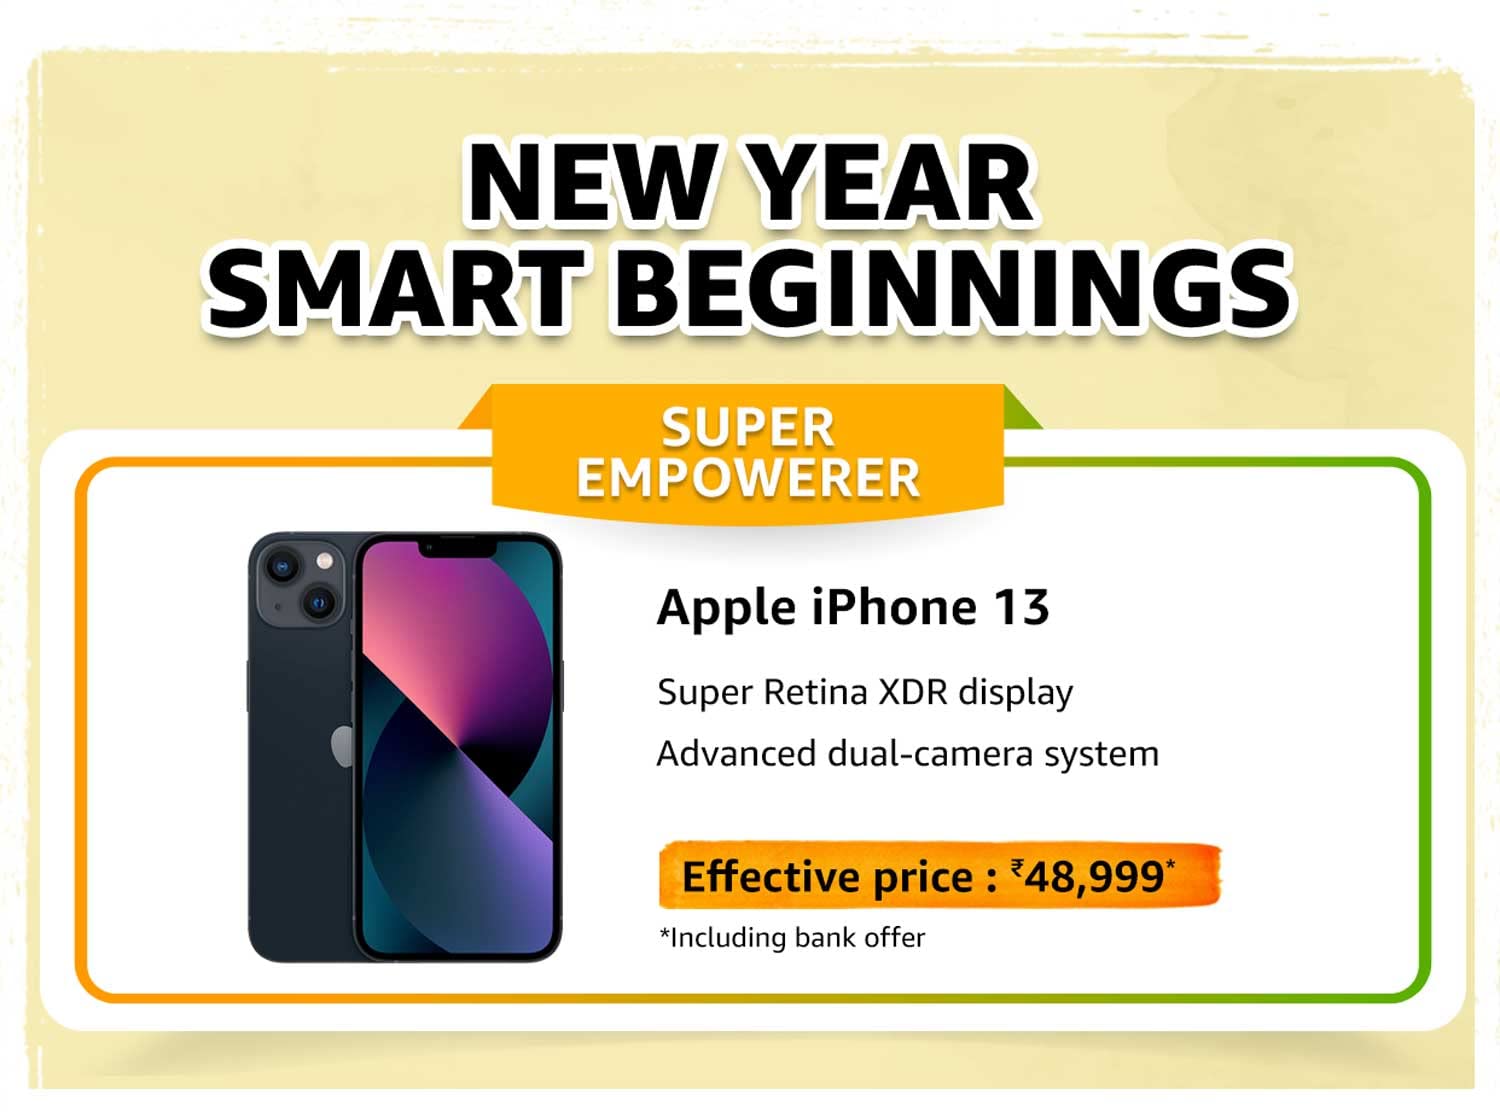 NEW YEAR
SMART BEGINNINGS
SUPER
EMPOWERER
Apple iPhone 13
Super Retina XDR display
Advanced dual-camera system
Effective price : ₹48,999*
*Including bank offer